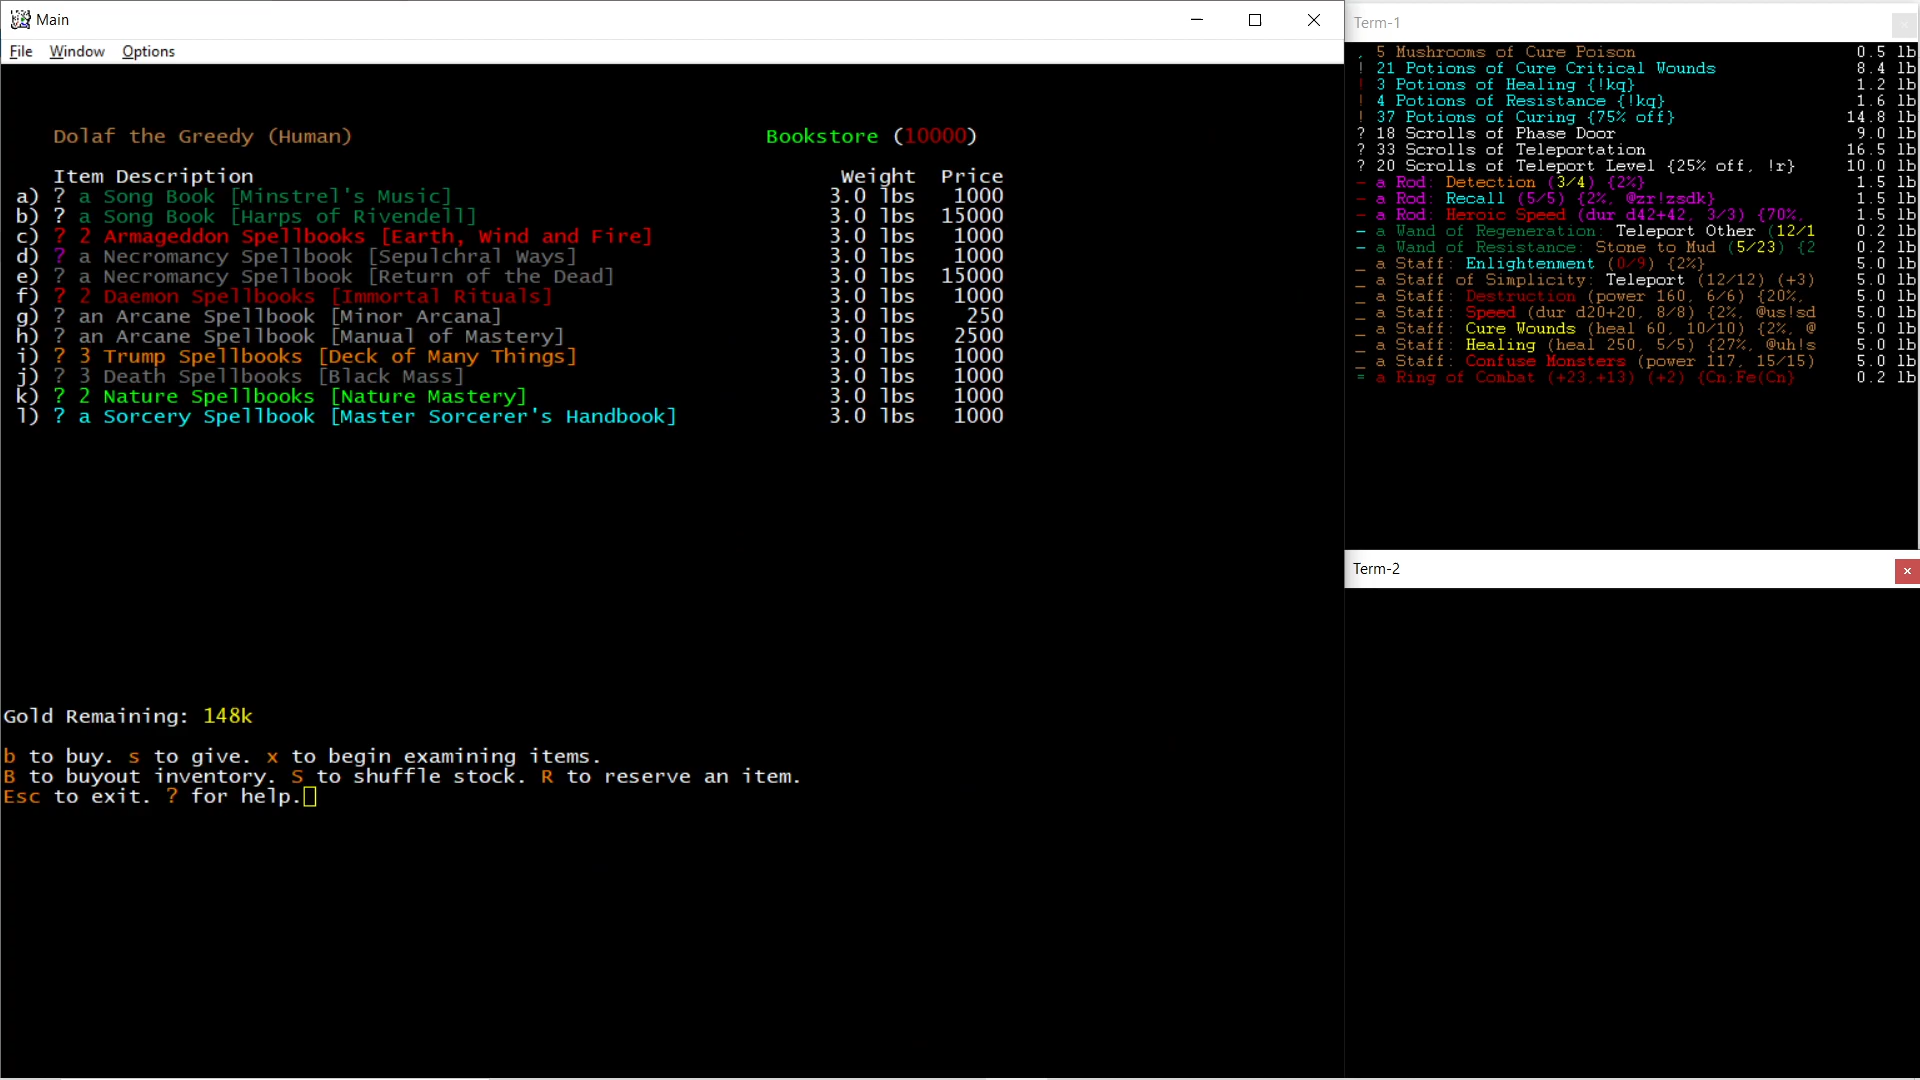 Main
File Window Options
Dolaf the Greedy (Human) Bookstore (10000)
Item Description Weight Price
a) ? a Song Book [Minstrel's Music] 3.0 lbs 1000
b) ? a Song Book [Harps of Rivendell] 3.0 lbs 15000
c) ? 2 Armageddon Spellbooks [Earth, Wind and Fire] 3.0 lbs 1000
d) ? a Necromancy Spellbook [Sepulchral Ways] 3.0 lbs 1000
e) ? a Necromancy Spellbook [Return of the Dead] 3.0 lbs 15000
f) ? 2 Daemon Spellbooks [Immortal Rituals] 3.0 lbs 1000
g) ? an Arcane Spellbook [Minor Arcana] 3.0 lbs 250
h) ? an Arcane Spellbook [Manual of Mastery] 3.0 lbs 2500
i) ? 3 Trump Spellbooks [Deck of Many Things] 3.0 lbs 1000
j) ? 3 Death Spellbooks [Black Mass] 3.0 lbs 1000
k) ? 2 Nature Spellbooks [Nature Mastery] 3.0 lbs 1000
l) ? a Sorcery Spellbook [Master Sorcerer's Handbook] 3.0 lbs 1000
Gold Remaining: 148k
b to buy. s to give. x to begin examining items.
B to buyout inventory. S to shuffle stock. R to reserve an item.
Esc to exit. ? for help.
Term-1
, 5 Mushrooms of Cure Poison 0.5 lb
! 21 Potions of Cure Critical Wounds 8.4 lb
! 3 Potions of Healing {!kq} 1.2 lb
! 4 Potions of Resistance {!kq} 1.6 lb
! 37 Potions of Curing {75% off} 14.8 lb
? 18 Scrolls of Phase Door 9.0 lb
? 33 Scrolls of Teleportation 16.5 lb
? 20 Scrolls of Teleport Level {25% off, !r} 10.0 lb
- a Rod: Detection (3/4) {2%} 1.5 lb
- a Rod: Recall (5/5) {2%, @zr!zsdk} 1.5 lb
- a Rod: Heroic Speed (dur d42+42, 3/3) {70%, 1.5 lb
- a Wand of Regeneration: Teleport Other (12/1 0.2 lb
- a Wand of Resistance: Stone to Mud (5/23) {2 0.2 lb
_ a Staff: Enlightenment (0/9) {2%} 5.0 lb
_ a Staff of Simplicity: Teleport (12/12) (+3) 5.0 lb
_ a Staff: Destruction (power 160, 6/6) {20%, 5.0 lb
_ a Staff: Speed (dur d20+20, 8/8) {2%, @us!sd 5.0 lb
_ a Staff: Cure Wounds (heal 60, 10/10) {2%, @ 5.0 lb
_ a Staff: Healing (heal 250, 5/5) {27%, @uh!s 5.0 lb
_ a Staff: Confuse Monsters (power 117, 15/15) 5.0 lb
= a Ring of Combat (+23,+13) (+2) {Cn;Fe(Cn} 0.2 lb
Term-2